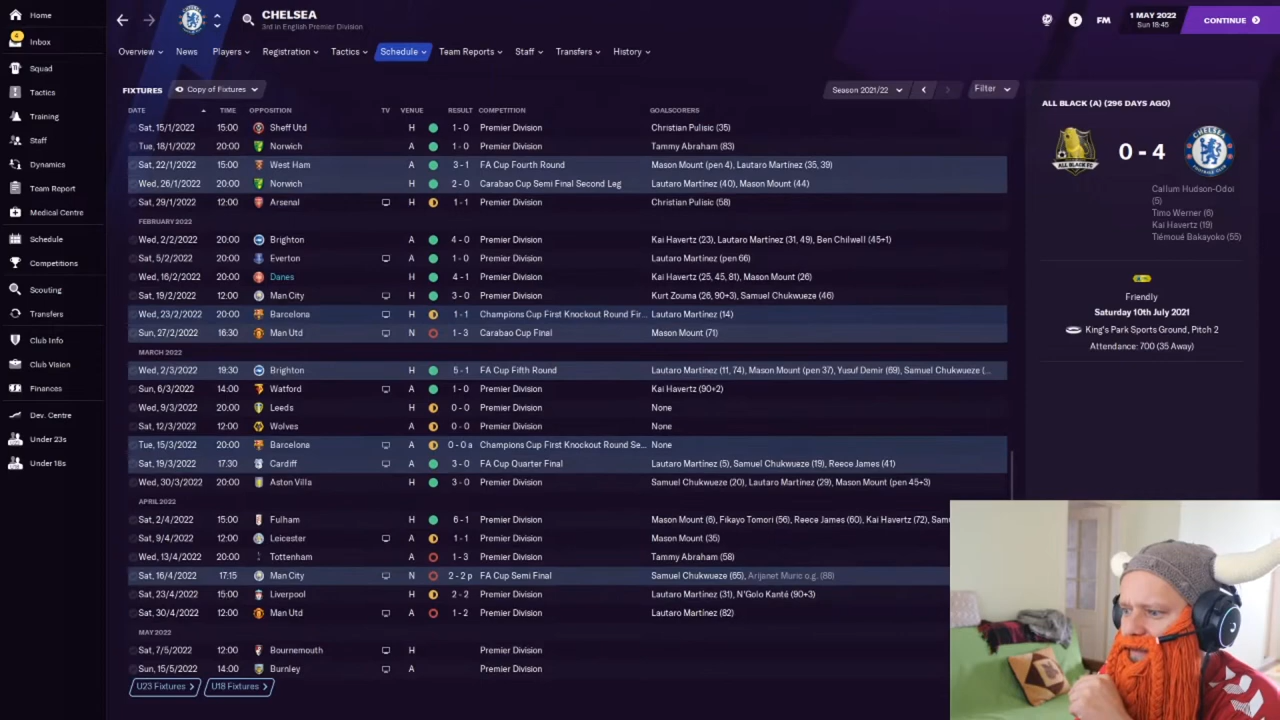 Home
CHELSEA
3rd in English Premier Division
1 MAY 2022
Sun 18:45
CONTINUE
FM
4
Inbox
Overview News Players Registration Tactics Schedule Team Reports Staff Transfers History
Squad
Tactics
Training
Staff
Dynamics
Team Report
Medical Centre
Schedule
Competitions
Scouting
Transfers
Club Info
Club Vision
Finances
Dev. Centre
Under 23s
Under 18s
FIXTURES Copy of Fixtures Season 2021/22 Filter
DATE TIME OPPOSITION TV VENUE RESULT COMPETITION GOALSCORERS
Sat, 15/1/2022 15:00 Sheff Utd H 1-0 Premier Division Christian Pulisic (35)
Tue, 18/1/2022 20:00 Norwich A 1-0 Premier Division Tammy Abraham (83)
Sat, 22/1/2022 15:00 West Ham A 3-1 FA Cup Fourth Round Mason Mount (pen 4), Lautaro Martínez (35, 39)
Wed, 26/1/2022 20:00 Norwich A 2-0 Carabao Cup Semi Final Second Leg Lautaro Martínez (40), Mason Mount (44)
Sat, 29/1/2022 12:00 Arsenal H 1-1 Premier Division Christian Pulisic (58)
FEBRUARY 2022
Wed, 2/2/2022 20:00 Brighton A 4-0 Premier Division Kai Havertz (23), Lautaro Martínez (31, 49), Ben Chilwell (45+1)
Sat, 5/2/2022 20:00 Everton A 1-0 Premier Division Lautaro Martínez (pen 66)
Wed, 16/2/2022 20:00 Danes H 4-1 Premier Division Kai Havertz (25, 45, 81), Mason Mount (26)
Sat, 19/2/2022 12:00 Man City H 3-0 Premier Division Kurt Zouma (26, 90+3), Samuel Chukwueze (46)
Wed, 23/2/2022 20:00 Barcelona H 1-1 Champions Cup First Knockout Round Fir... Lautaro Martínez (14)
Sun, 27/2/2022 16:30 Man Utd N 1-3 Carabao Cup Final Mason Mount (71)
MARCH 2022
Wed, 2/3/2022 19:30 Brighton H 5-1 FA Cup Fifth Round Lautaro Martínez (11, 74), Mason Mount (pen 37), Yusuf Demir (69), Samuel Chukwueze (...
Sun, 6/3/2022 14:00 Watford A 1-0 Premier Division Kai Havertz (90+2)
Wed, 9/3/2022 20:00 Leeds H 0-0 Premier Division None
Sat, 12/3/2022 20:00 Wolves A 0-0 Premier Division None
Tue, 15/3/2022 20:00 Barcelona A 0-0 a Champions Cup First Knockout Round Se... None
Sat, 19/3/2022 17:30 Cardiff A 3-0 FA Cup Quarter Final Lautaro Martínez (5), Samuel Chukwueze (19), Reece James (41)
Wed, 30/3/2022 20:00 Aston Villa H 3-0 Premier Division Samuel Chukwueze (20), Lautaro Martínez (29), Mason Mount (pen 45+3)
APRIL 2022
Sat, 2/4/2022 15:00 Fulham H 6-1 Premier Division Mason Mount (6), Fikayo Tomori (56), Reece James (60), Kai Havertz (72), Sam
Sat, 9/4/2022 12:00 Leicester A 1-1 Premier Division Mason Mount (35)
Wed, 13/4/2022 20:00 Tottenham A 1-3 Premier Division Tammy Abraham (58)
Sat, 16/4/2022 17:15 Man City N 2-2 p FA Cup Semi Final Samuel Chukwueze (65), Arijanet Muric o.g. (88)
Sat, 23/4/2022 15:00 Liverpool H 2-2 Premier Division Lautaro Martínez (31), N'Golo Kanté (90+3)
Sat, 30/4/2022 12:00 Man Utd A 1-2 Premier Division Lautaro Martínez (82)
MAY 2022
Sat, 7/5/2022 12:00 Bournemouth H Premier Division
Sun, 15/5/2022 14:00 Burnley A Premier Division
U23 Fixtures U18 Fixtures
ALL BLACK (A) (296 DAYS AGO)
ALL BLACK FC
0 - 4
Callum Hudson-Odoi
(5)
Timo Werner (6)
Kai Havertz (19)
Tiémoué Bakayoko (55)
Friendly
Saturday 10th July 2021
King's Park Sports Ground, Pitch 2
Attendance: 700 (35 Away)